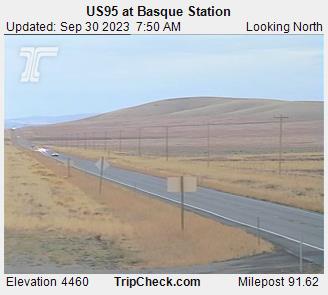 US95 at Basque Station
Updated: Sep 30 2023 7:50 AM Looking North
Elevation 4460 TripCheck.com Milepost 91.62